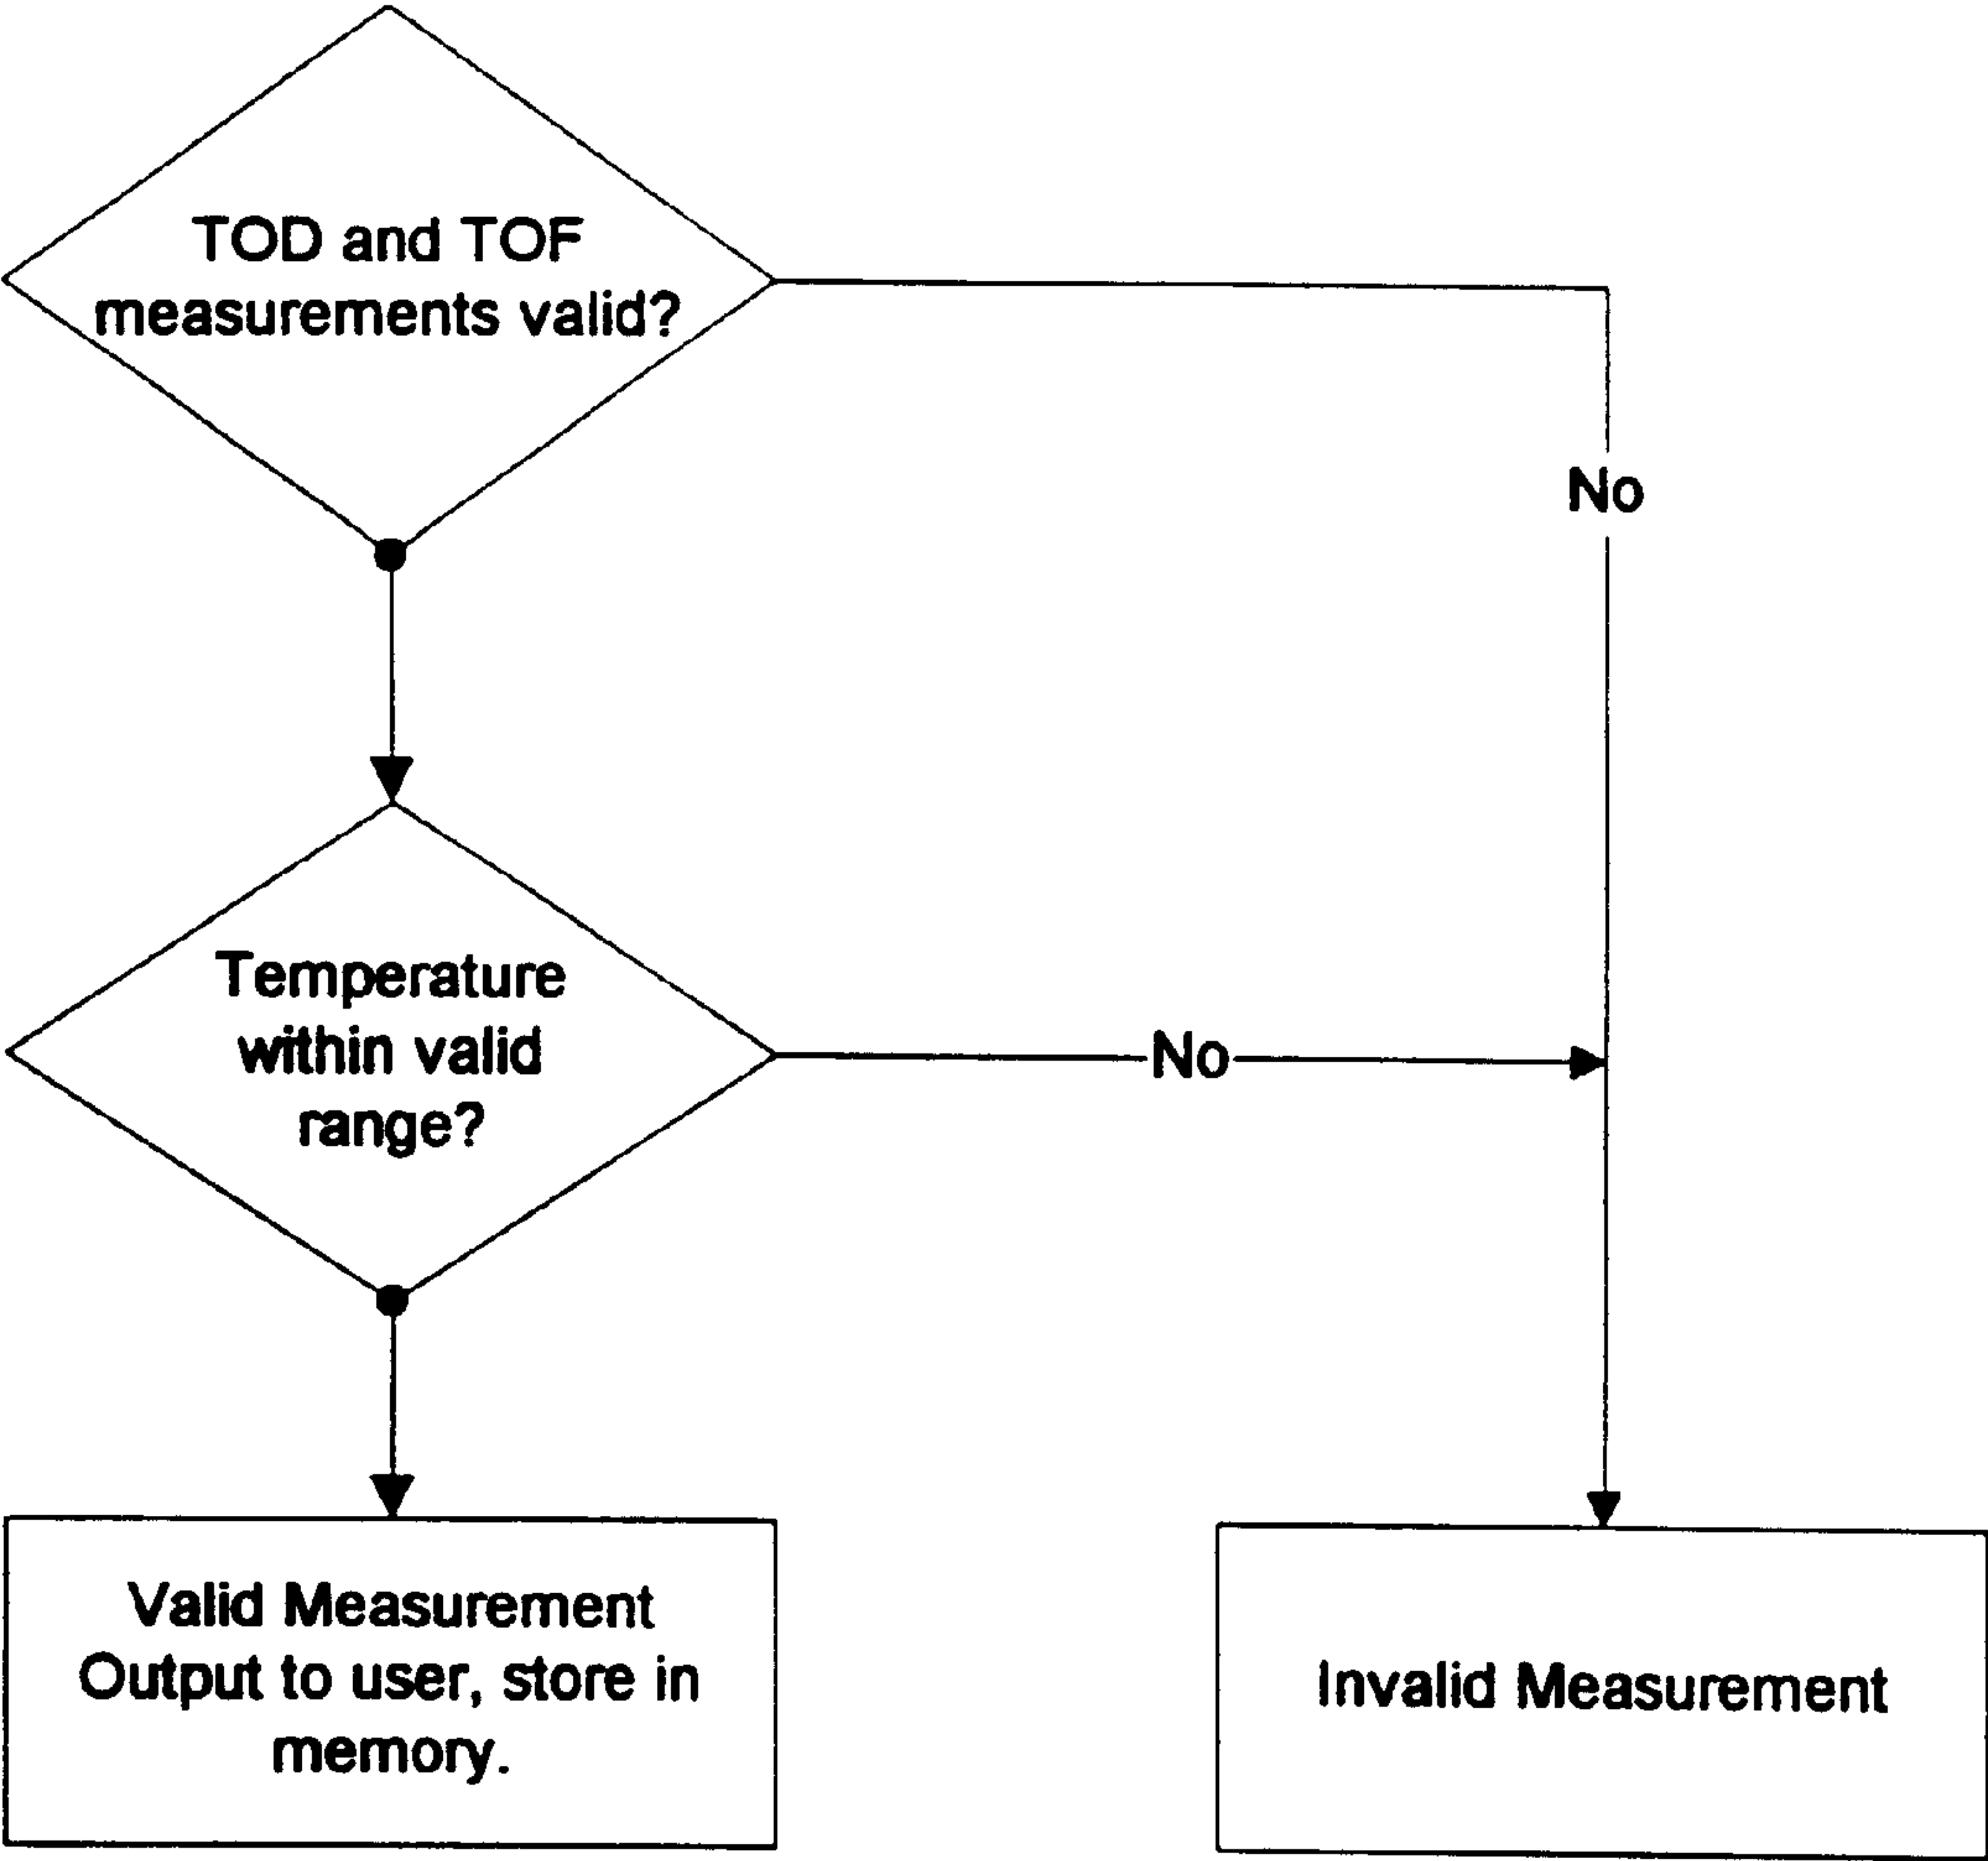 TOD and TOF
measurements valid?
No
Temperature
within valid
range?
No
Valid Measurement
Output to user, store in
memory.
Invalid Measurement